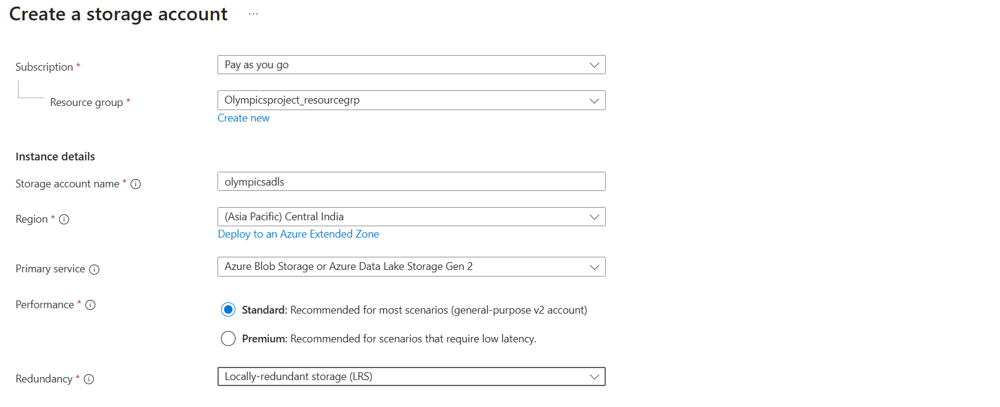 Create a storage account ...
Subscription *
Pay as you go
Resource group *
Olympicsproject_resourcegrp
Create new
Instance details
Storage account name *
olympicsadls
Region *
(Asia Pacific) Central India
Deploy to an Azure Extended Zone
Primary service
Azure Blob Storage or Azure Data Lake Storage Gen 2
Performance *
Standard: Recommended for most scenarios (general-purpose v2 account)
Premium: Recommended for scenarios that require low latency.
Redundancy *
Locally-redundant storage (LRS)